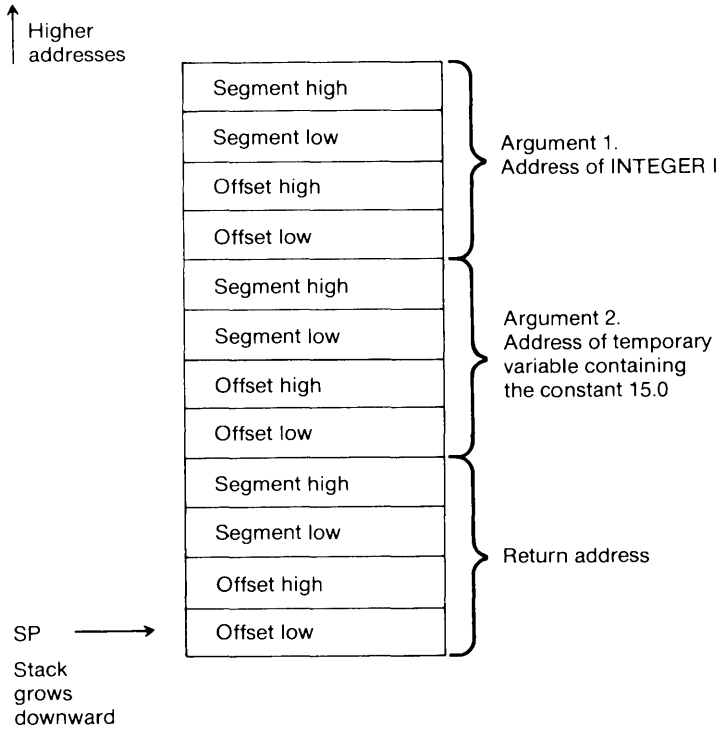 Higher
addresses
Segment high
Segment low
Offset high
Offset low
Argument 1.
Address of INTEGER I
Segment high
Segment low
Offset high
Offset low
Argument 2.
Address of temporary
variable containing
the constant 15.0
Segment high
Segment low
Offset high
Offset low
Return address
SP
Stack
grows
downward